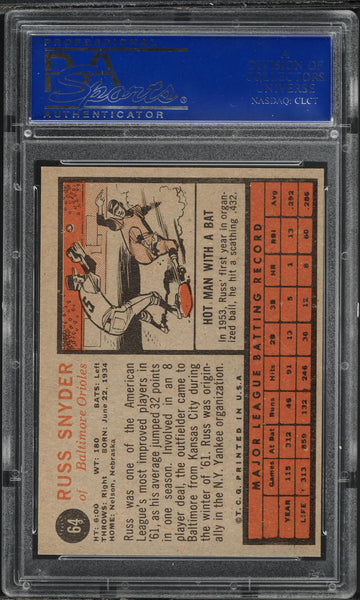 PROFESSIONAL
PSA Sports ®
AUTHENTICATOR
A
DIVISION OF
COLLECTORS
UNIVERSE
NASDAQ: CLCT
64
RUSS SNYDER
of Baltimore Orioles
HT: 6:00 WT: 180 BATS: Left
THROWS: Right BORN: June 22, 1934
HOME: Nelson, Nebraska
Russ was one of the American
League's most improved players in
'61, as his average jumped 32 points
in one season. Involved in an 8
player deal, the outfielder came to
Baltimore from Kansas City during
the winter of '61. Russ was origin-
ally in the N.Y. Yankee organization.
HOT MAN WITH A BAT
In 1953, Russ' first year in organ-
ized ball, he hit a scathing .432.
© T.C.G. PRINTED IN U.S.A.
MAJOR LEAGUE BATTING RECORD
Games At Bat Runs Hits 2B 3B HR RBI Avg
YEAR 115 312 46 91 13 5 1 13 .292
LIFE 313 859 132 246 .286